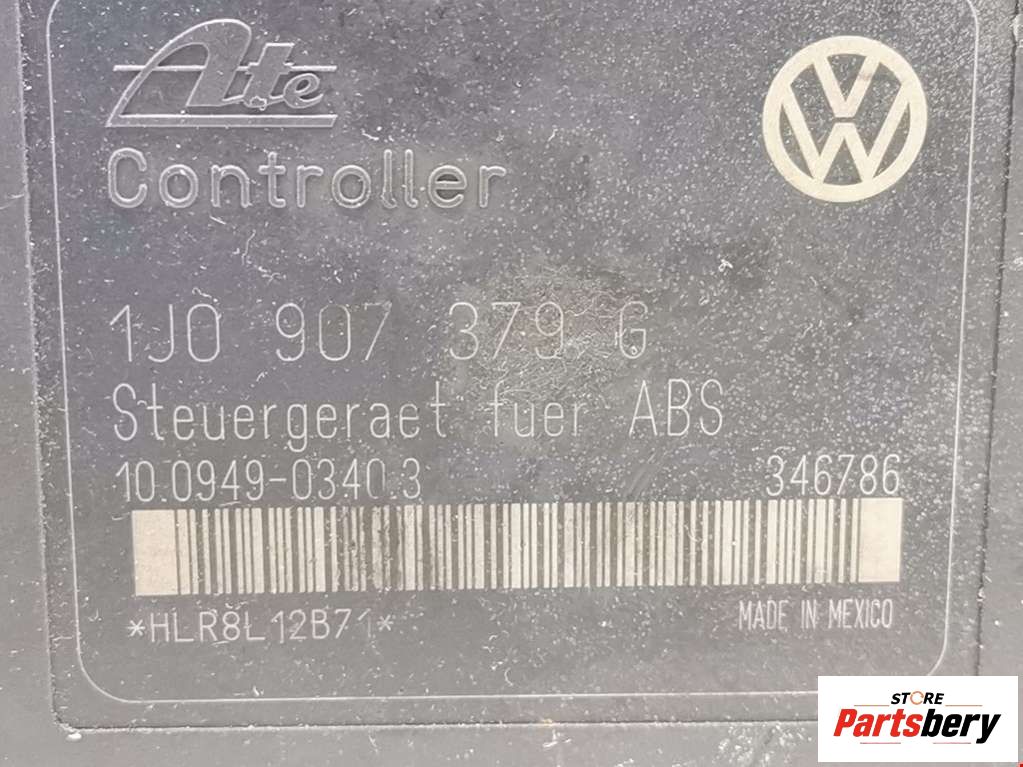 Ate
Controller
1J0 907 379 G
Steuergeraet fuer ABS
10.0949-0340.3 346786
*HLR8L12B71*
MADE IN MEXICO
STORE
Partsbery